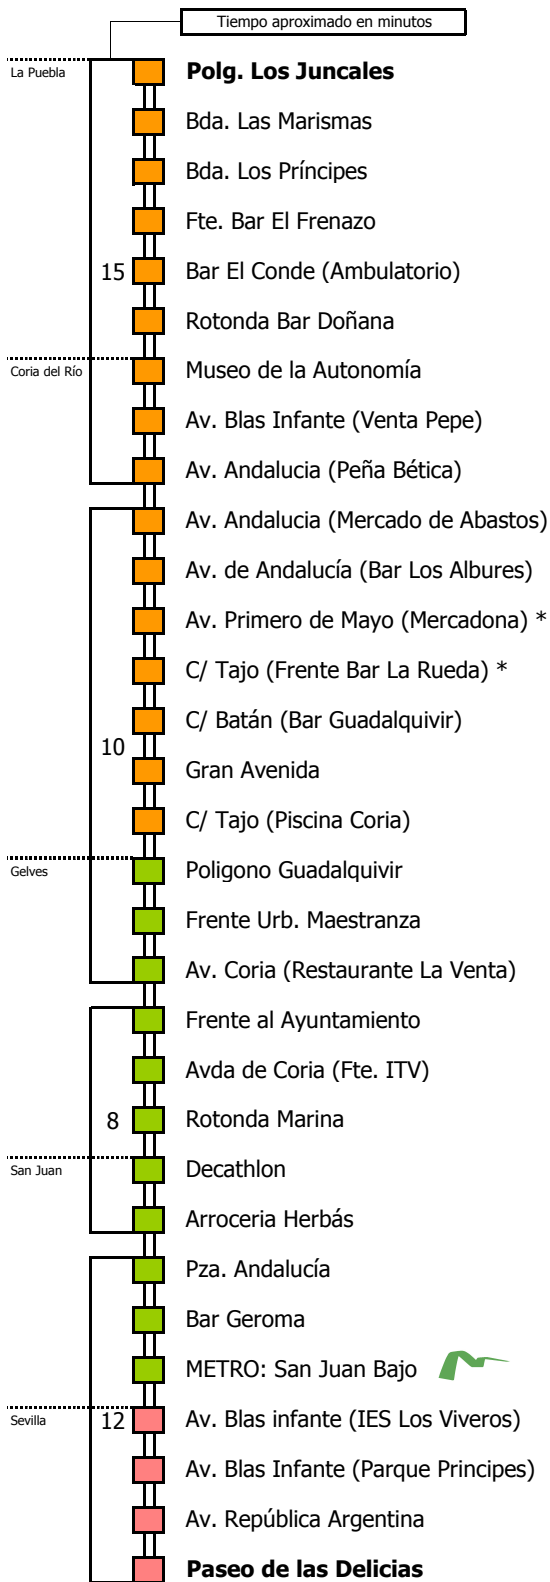 Tiempo aproximado en minutos
La Puebla
Polg. Los Juncales
Bda. Las Marismas
Bda. Los Príncipes
Fte. Bar El Frenazo
15
Bar El Conde (Ambulatorio)
Rotonda Bar Doñana
Coria del Río
Museo de la Autonomía
Av. Blas Infante (Venta Pepe)
Av. Andalucia (Peña Bética)
Av. Andalucia (Mercado de Abastos)
Av. de Andalucía (Bar Los Albures)
Av. Primero de Mayo (Mercadona) *
C/ Tajo (Frente Bar La Rueda) *
C/ Batán (Bar Guadalquivir)
10
Gran Avenida
C/ Tajo (Piscina Coria)
Gelves
Poligono Guadalquivir
Frente Urb. Maestranza
Av. Coria (Restaurante La Venta)
Frente al Ayuntamiento
Avda de Coria (Fte. ITV)
8
Rotonda Marina
San Juan
Decathlon
Arroceria Herbás
Pza. Andalucía
Bar Geroma
METRO: San Juan Bajo
Sevilla
12
Av. Blas infante (IES Los Viveros)
Av. Blas Infante (Parque Principes)
Av. República Argentina
Paseo de las Delicias